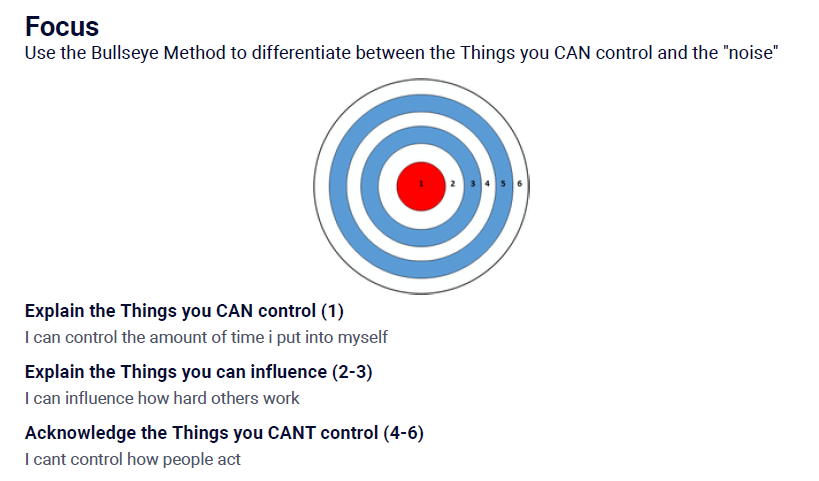 Focus
Use the Bullseye Method to differentiate between the Things you CAN control and the "noise"
1 2 3 4 5 6
Explain the Things you CAN control (1)
I can control the amount of time i put into myself
Explain the Things you can influence (2-3)
I can influence how hard others work
Acknowledge the Things you CANT control (4-6)
I cant control how people act